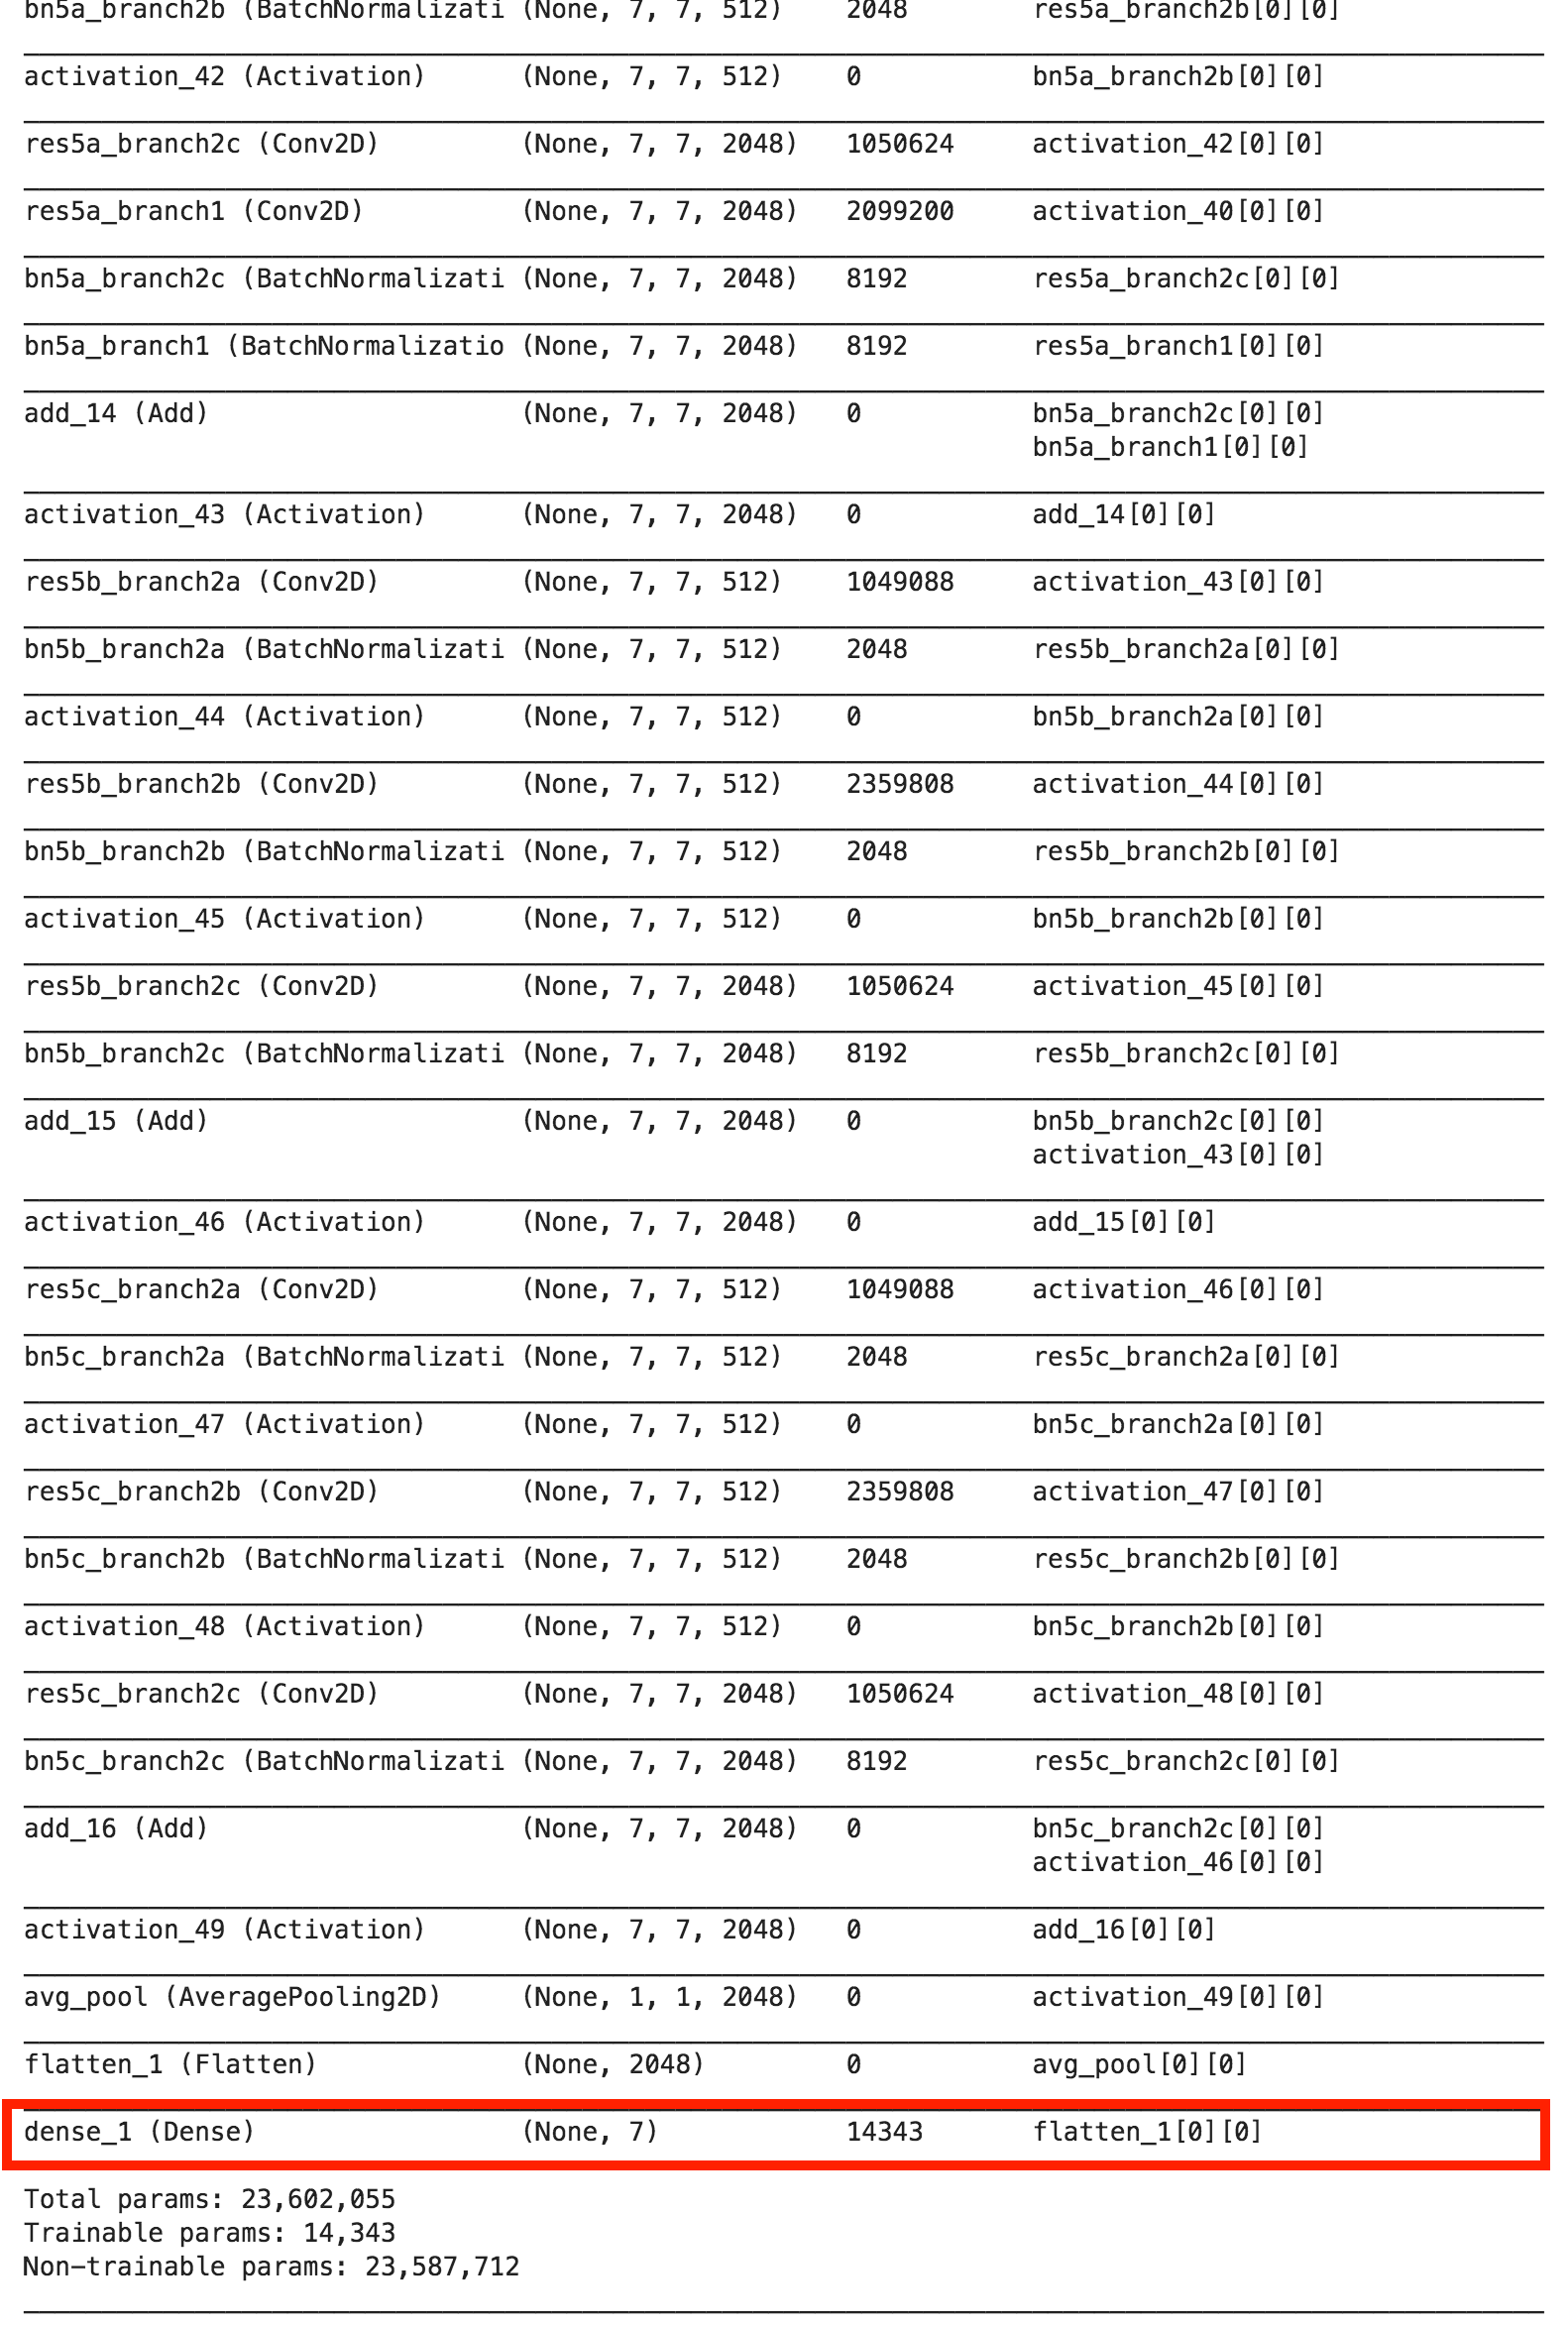 bn5a_branch2b (BatchNormalizati (None, 7, 7, 512) 2048 res5a_branch2b[0][0]
activation_42 (Activation) (None, 7, 7, 512) 0 bn5a_branch2b[0][0]
res5a_branch2c (Conv2D) (None, 7, 7, 2048) 1050624 activation_42[0][0]
res5a_branch1 (Conv2D) (None, 7, 7, 2048) 2099200 activation_40[0][0]
bn5a_branch2c (BatchNormalizati (None, 7, 7, 2048) 8192 res5a_branch2c[0][0]
bn5a_branch1 (BatchNormalizatio (None, 7, 7, 2048) 8192 res5a_branch1[0][0]
add_14 (Add) (None, 7, 7, 2048) 0 bn5a_branch2c[0][0]
bn5a_branch1[0][0]
activation_43 (Activation) (None, 7, 7, 2048) 0 add_14[0][0]
res5b_branch2a (Conv2D) (None, 7, 7, 512) 1049088 activation_43[0][0]
bn5b_branch2a (BatchNormalizati (None, 7, 7, 512) 2048 res5b_branch2a[0][0]
activation_44 (Activation) (None, 7, 7, 512) 0 bn5b_branch2a[0][0]
res5b_branch2b (Conv2D) (None, 7, 7, 512) 2359808 activation_44[0][0]
bn5b_branch2b (BatchNormalizati (None, 7, 7, 512) 2048 res5b_branch2b[0][0]
activation_45 (Activation) (None, 7, 7, 512) 0 bn5b_branch2b[0][0]
res5b_branch2c (Conv2D) (None, 7, 7, 2048) 1050624 activation_45[0][0]
bn5b_branch2c (BatchNormalizati (None, 7, 7, 2048) 8192 res5b_branch2c[0][0]
add_15 (Add) (None, 7, 7, 2048) 0 bn5b_branch2c[0][0]
activation_43[0][0]
activation_46 (Activation) (None, 7, 7, 2048) 0 add_15[0][0]
res5c_branch2a (Conv2D) (None, 7, 7, 512) 1049088 activation_46[0][0]
bn5c_branch2a (BatchNormalizati (None, 7, 7, 512) 2048 res5c_branch2a[0][0]
activation_47 (Activation) (None, 7, 7, 512) 0 bn5c_branch2a[0][0]
res5c_branch2b (Conv2D) (None, 7, 7, 512) 2359808 activation_47[0][0]
bn5c_branch2b (BatchNormalizati (None, 7, 7, 512) 2048 res5c_branch2b[0][0]
activation_48 (Activation) (None, 7, 7, 512) 0 bn5c_branch2b[0][0]
res5c_branch2c (Conv2D) (None, 7, 7, 2048) 1050624 activation_48[0][0]
bn5c_branch2c (BatchNormalizati (None, 7, 7, 2048) 8192 res5c_branch2c[0][0]
add_16 (Add) (None, 7, 7, 2048) 0 bn5c_branch2c[0][0]
activation_46[0][0]
activation_49 (Activation) (None, 7, 7, 2048) 0 add_16[0][0]
avg_pool (AveragePooling2D) (None, 1, 1, 2048) 0 activation_49[0][0]
flatten_1 (Flatten) (None, 2048) 0 avg_pool[0][0]
dense_1 (Dense) (None, 7) 14343 flatten_1[0][0]
Total params: 23,602,055
Trainable params: 14,343
Non-trainable params: 23,587,712